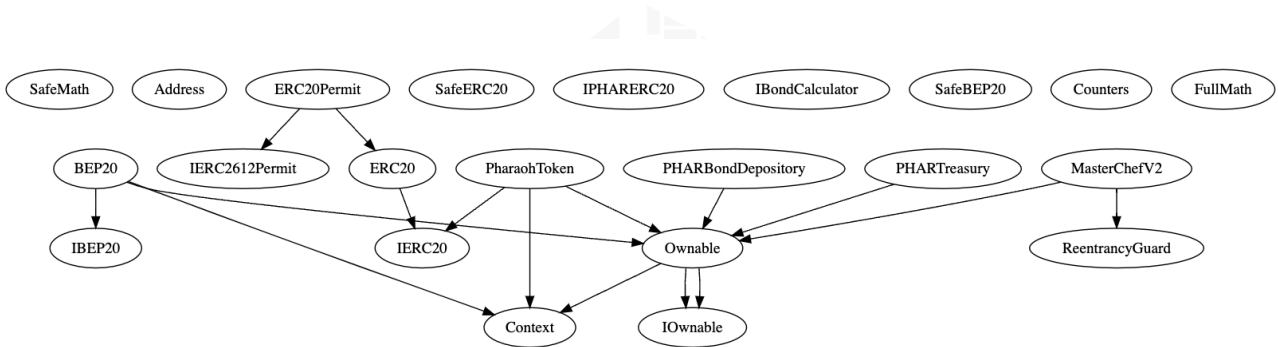 SafeMath
Address
ERC20Permit
SafeERC20
IPHARERC20
IBondCalculator
SafeBEP20
Counters
FullMath
BEP20
IERC2612Permit
ERC20
PharaohToken
PHARBondDepository
PHARTreasury
MasterChefV2
IBEP20
IERC20
Ownable
ReentrancyGuard
Context
IOwnable